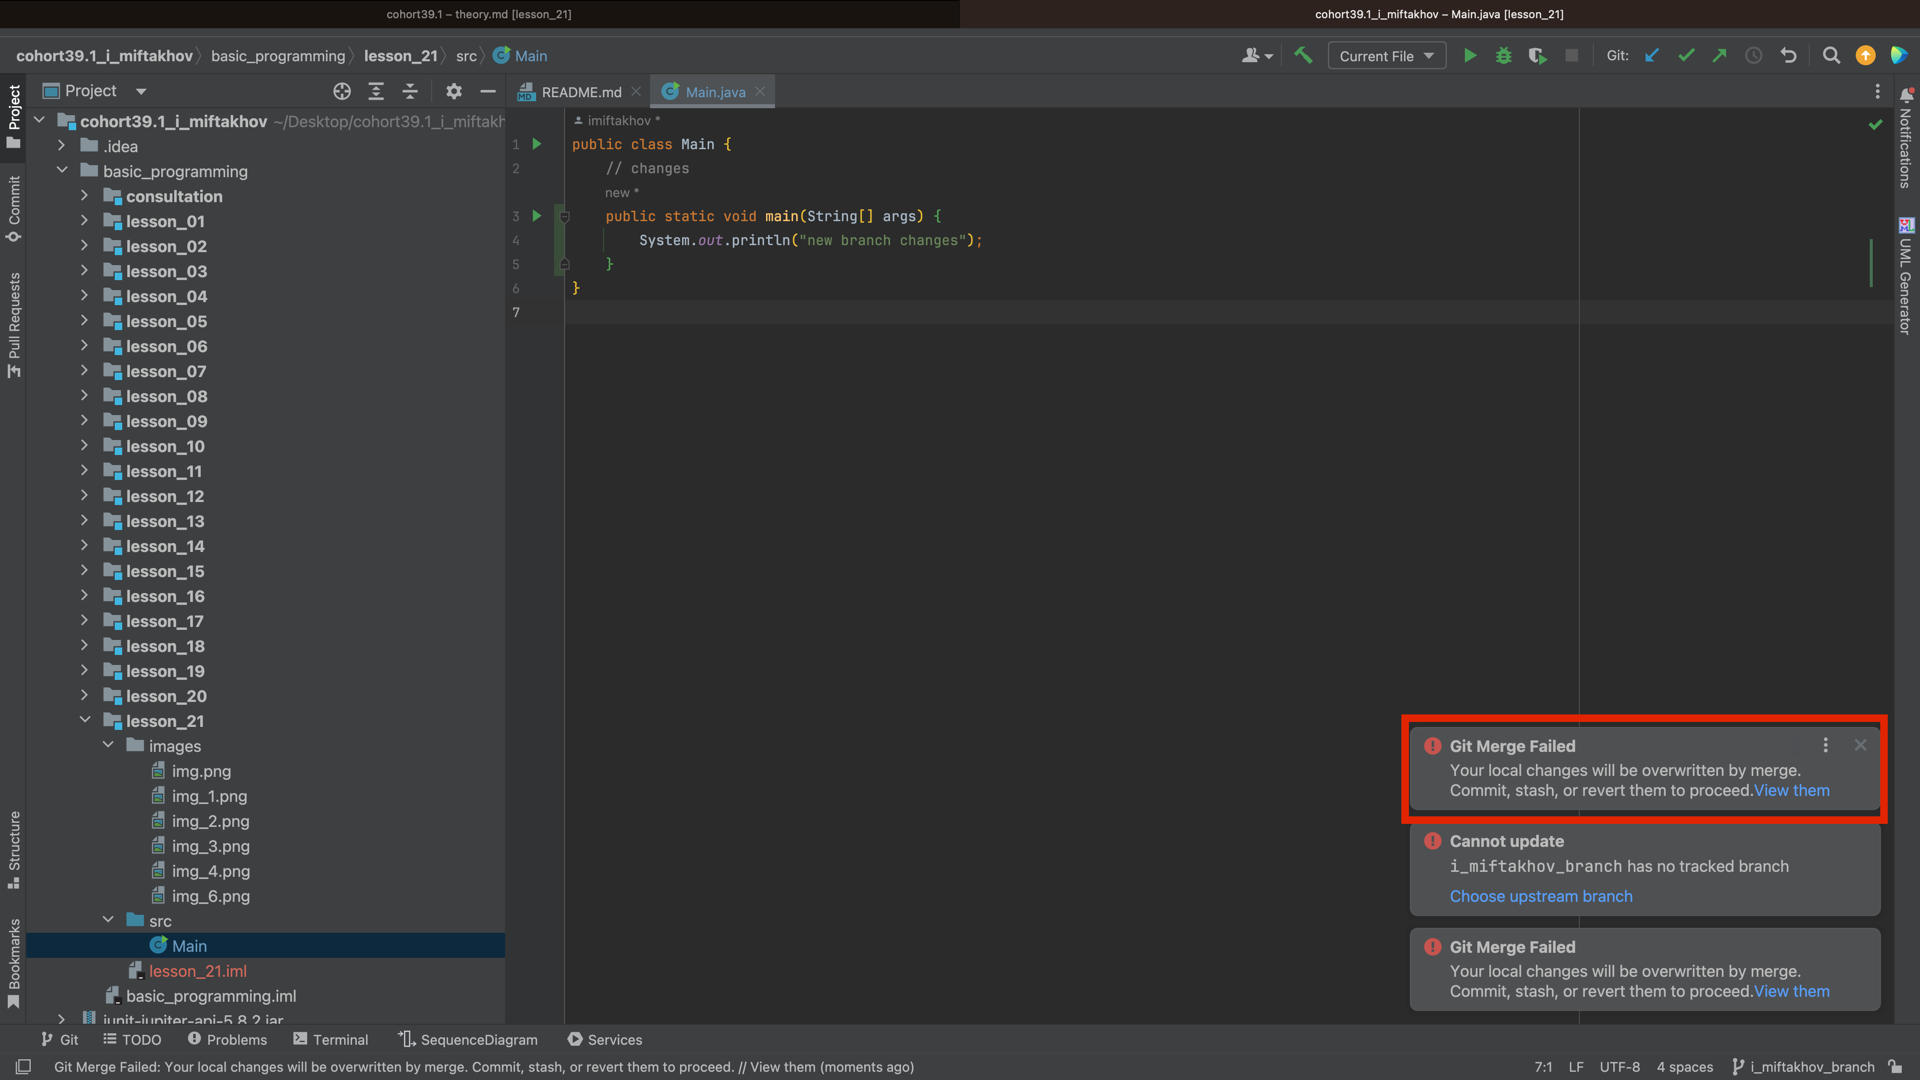 cohort39.1 – theory.md [lesson_21]
cohort39.1_i_miftakhov – Main.java [lesson_21]
cohort39.1_i_miftakhov
basic_programming
lesson_21
src
Main
Current File
Git:
Project
README.md
Main.java
Project
Commit
Pull Requests
Structure
Bookmarks
cohort39.1_i_miftakhov ~/Desktop/cohort39.1_i_miftakh
.idea
basic_programming
consultation
lesson_01
lesson_02
lesson_03
lesson_04
lesson_05
lesson_06
lesson_07
lesson_08
lesson_09
lesson_10
lesson_11
lesson_12
lesson_13
lesson_14
lesson_15
lesson_16
lesson_17
lesson_18
lesson_19
lesson_20
lesson_21
images
img.png
img_1.png
img_2.png
img_3.png
img_4.png
img_6.png
src
Main
lesson_21.iml
basic_programming.iml
junit-jupiter-api-5.8.2.jar
imiftakhov *
1 public class Main {
2 // changes
new *
3 public static void main(String[] args) {
4 System.out.println("new branch changes");
5 }
6 }
7
Notifications
UML Generator
Git Merge Failed
Your local changes will be overwritten by merge.
Commit, stash, or revert them to proceed.View them
Cannot update
i_miftakhov_branch has no tracked branch
Choose upstream branch
Git Merge Failed
Your local changes will be overwritten by merge.
Commit, stash, or revert them to proceed.View them
Git
TODO
Problems
Terminal
SequenceDiagram
Services
Git Merge Failed: Your local changes will be overwritten by merge. Commit, stash, or revert them to proceed. // View them (moments ago)
7:1
LF
UTF-8
4 spaces
i_miftakhov_branch